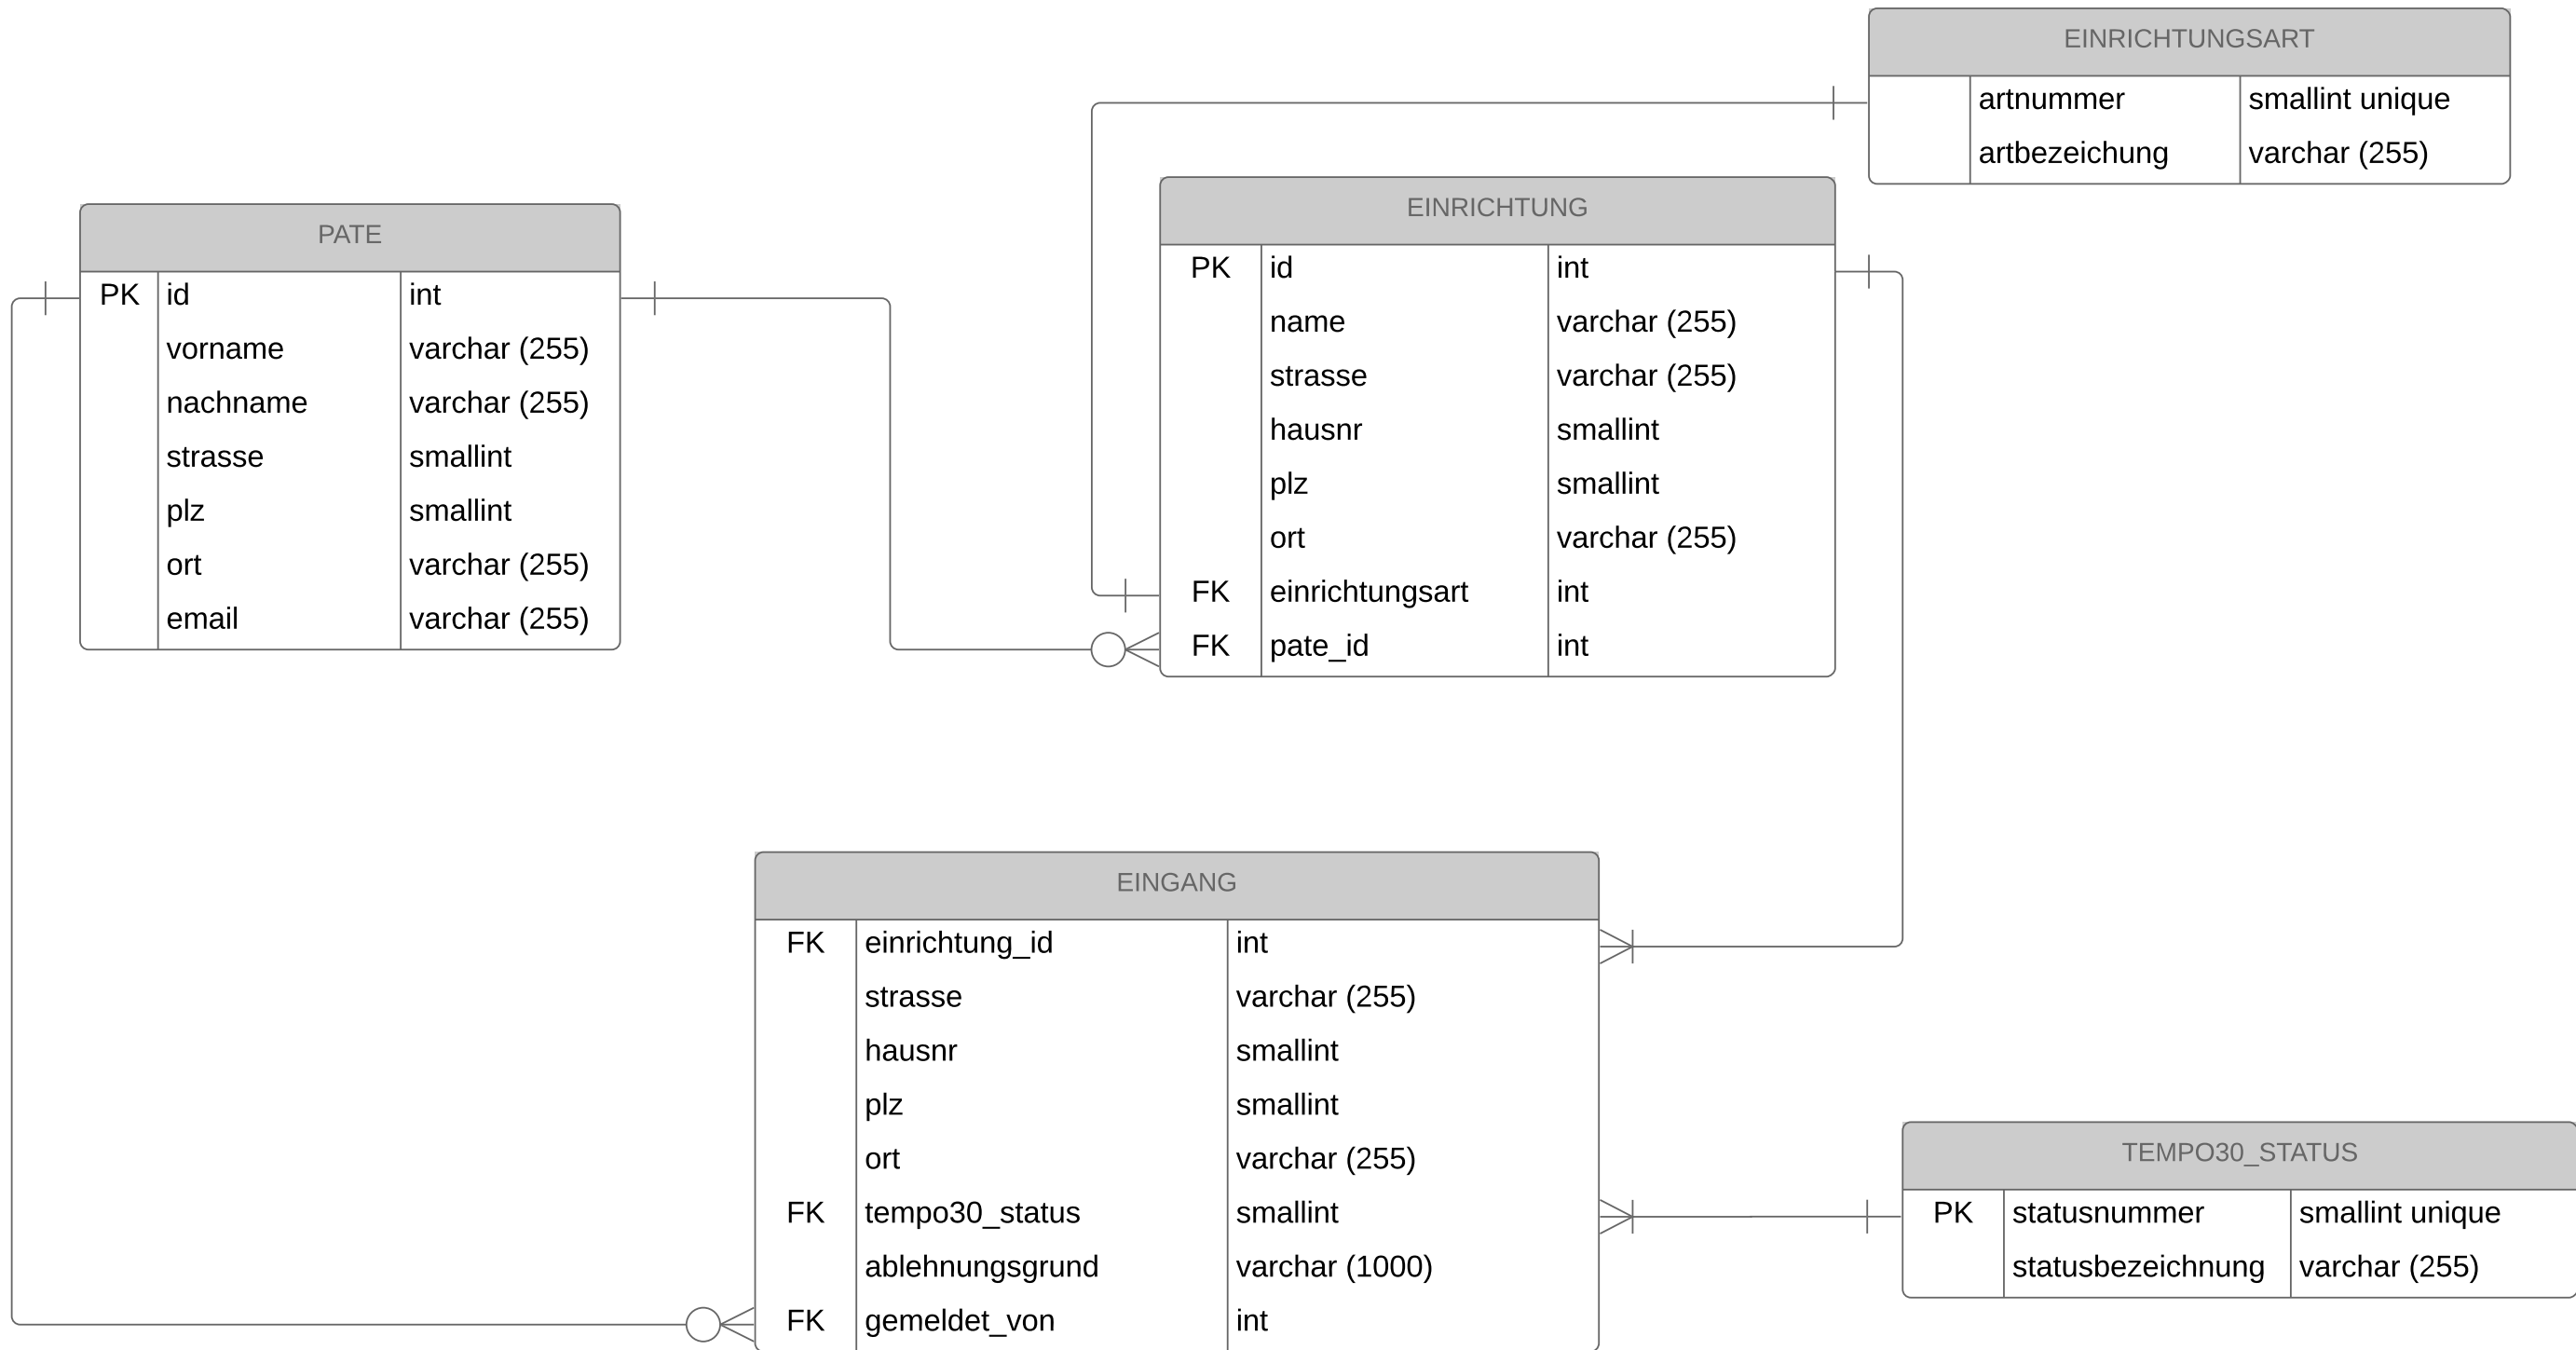 EINRICHTUNGSART
artnummer smallint unique
artbezeichung varchar (255)
EINRICHTUNG
PK id int
name varchar (255)
strasse varchar (255)
hausnr smallint
plz smallint
ort varchar (255)
FK einrichtungsart int
FK pate_id int
PATE
PK id int
vorname varchar (255)
nachname varchar (255)
strasse smallint
plz smallint
ort varchar (255)
email varchar (255)
EINGANG
FK einrichtung_id int
strasse varchar (255)
hausnr smallint
plz smallint
ort varchar (255)
FK tempo30_status smallint
ablehnungsgrund varchar (1000)
FK gemeldet_von int
TEMPO30_STATUS
PK statusnummer smallint unique
statusbezeichnung varchar (255)